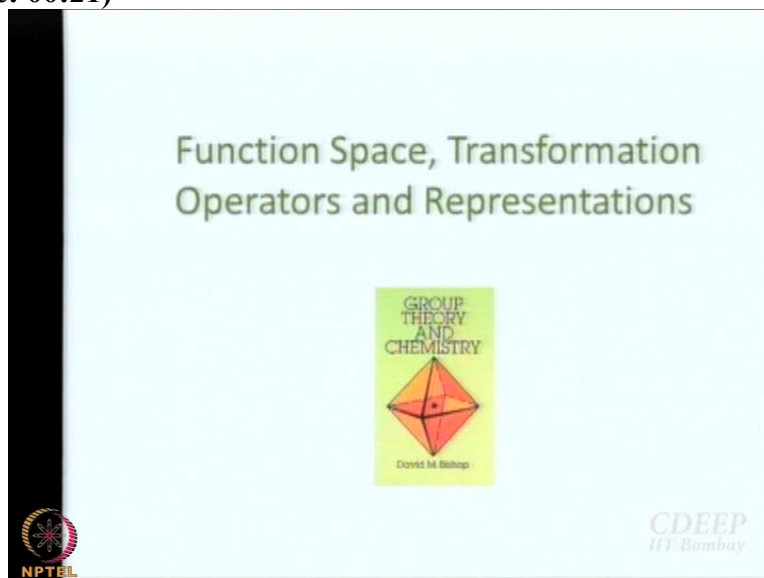 Function Space, Transformation
Operators and Representations
GROUP
THEORY
AND
CHEMISTRY
David M. Bishop
CDEEP
IIT Bombay
NPTEL